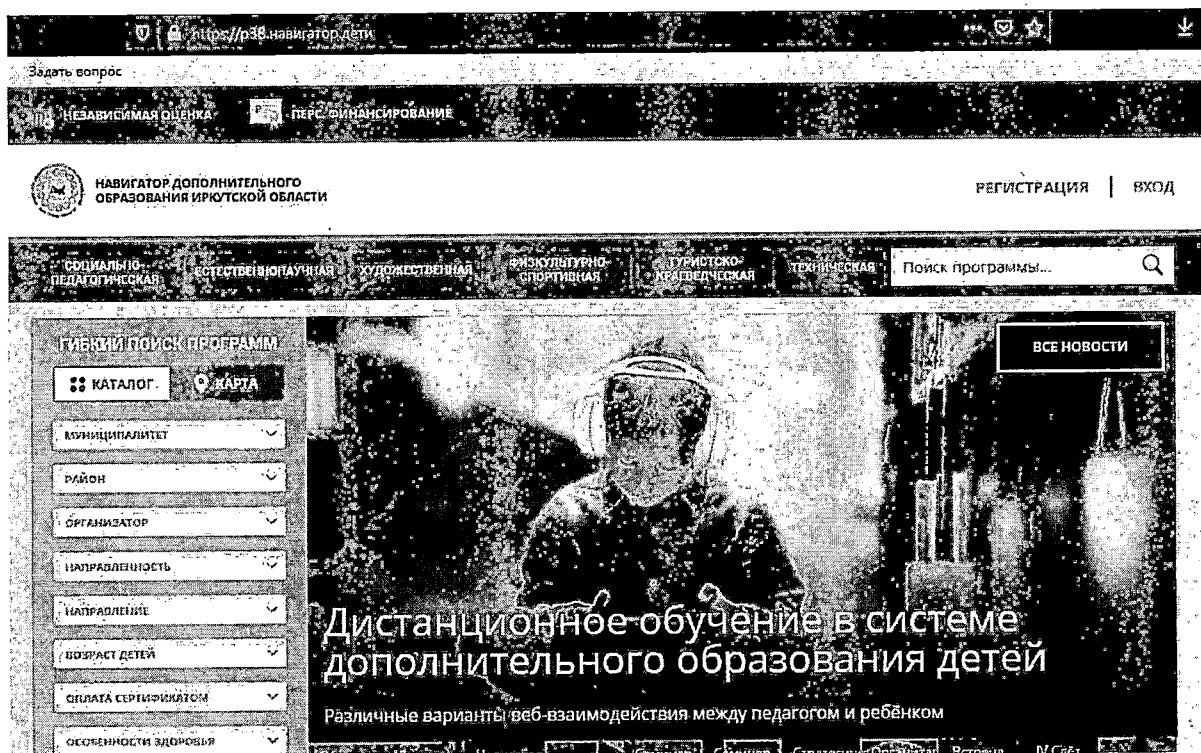 https://р38.навигатор.дети
Задать вопрос
НЕЗАВИСИМАЯ ОЦЕНКА ПЕРС. ФИНАНСИРОВАНИЕ
НАВИГАТОР ДОПОЛНИТЕЛЬНОГО
ОБРАЗОВАНИЯ ИРКУТСКОЙ ОБЛАСТИ
РЕГИСТРАЦИЯ | ВХОД
СОЦИАЛЬНО-
ПЕДАГОГИЧЕСКАЯ
ЕСТЕСТВЕННОНАУЧНАЯ
ХУДОЖЕСТВЕННАЯ
ФИЗКУЛЬТУРНО-
СПОРТИВНАЯ
ТУРИСТСКО-
КРАЕВЕДЧЕСКАЯ
ТЕХНИЧЕСКАЯ
Поиск программы...
ГИБКИЙ ПОИСК ПРОГРАММ
КАТАЛОГ КАРТА
МУНИЦИПАЛИТЕТ
РАЙОН
ОРГАНИЗАТОР
НАПРАВЛЕННОСТЬ
НАПРАВЛЕНИЕ
ВОЗРАСТ ДЕТЕЙ
ОПЛАТА СЕРТИФИКАТОМ
ОСОБЕННОСТИ ЗДОРОВЬЯ
ВСЕ НОВОСТИ
Дистанционное обучение в системе
дополнительного образования детей
Различные варианты веб-взаимодействия между педагогом и ребёнком